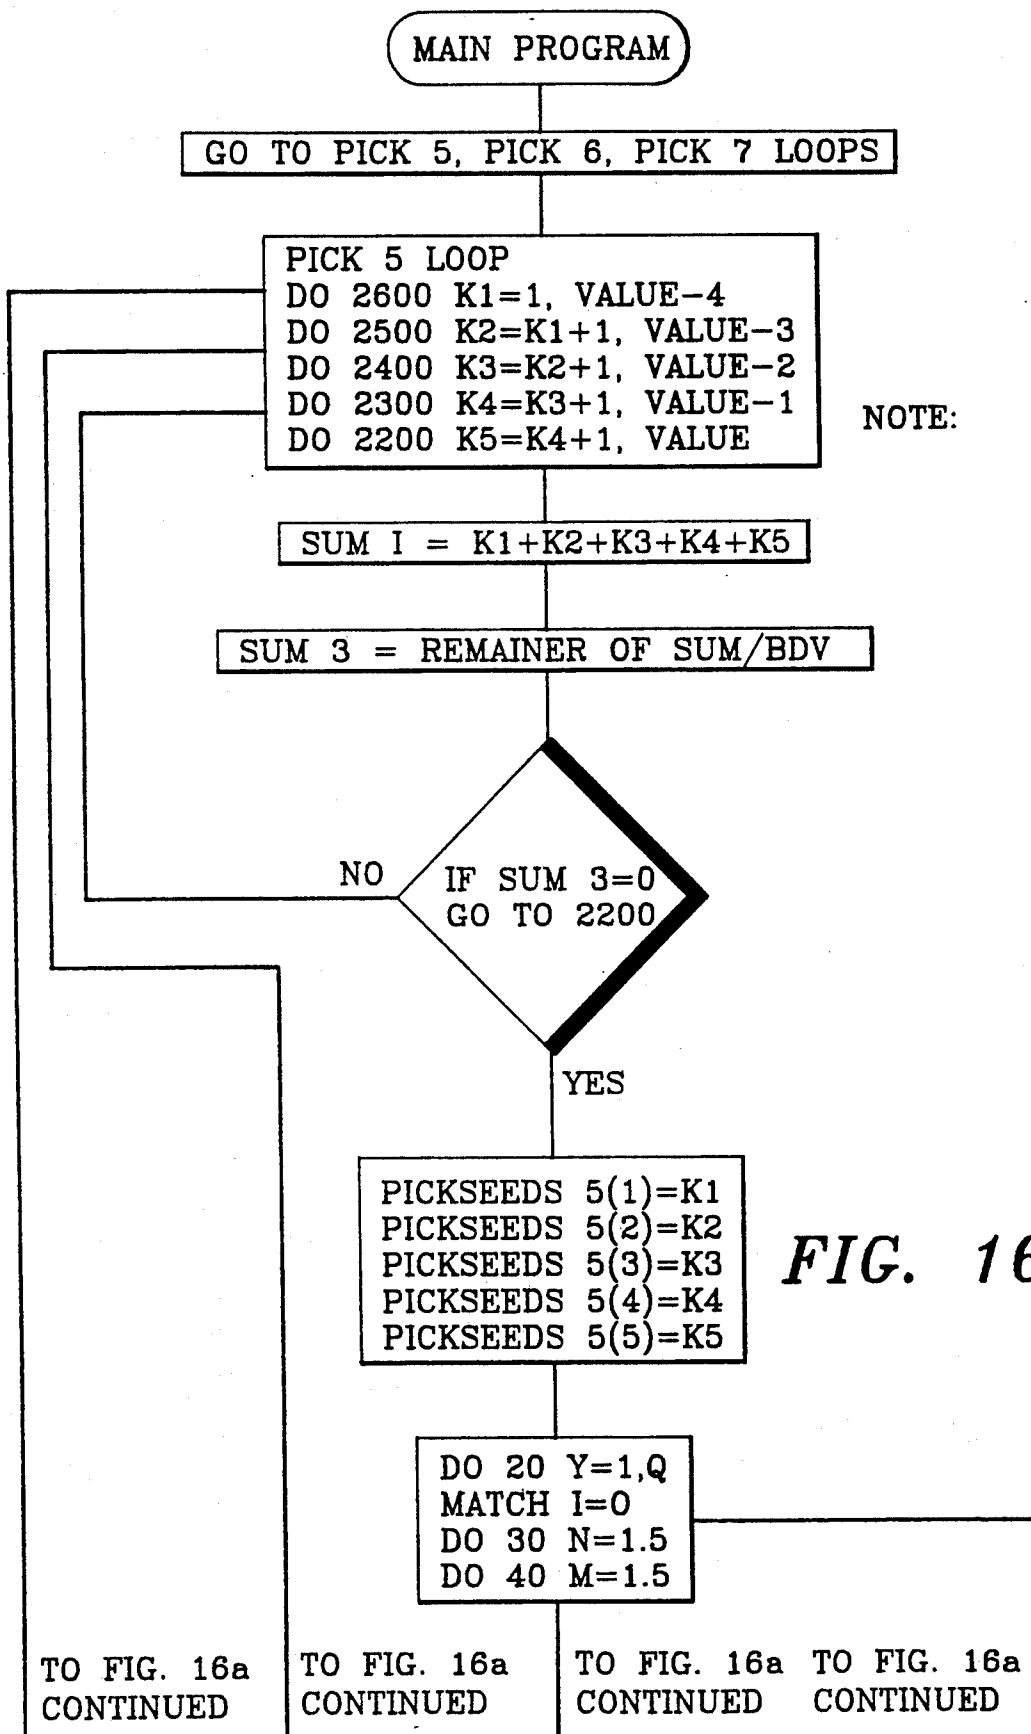 MAIN PROGRAM
GO TO PICK 5, PICK 6, PICK 7 LOOPS
PICK 5 LOOP
DO 2600 K1=1, VALUE-4
DO 2500 K2=K1+1, VALUE-3
DO 2400 K3=K2+1, VALUE-2
DO 2300 K4=K3+1, VALUE-1
DO 2200 K5=K4+1, VALUE
NOTE:
SUM I = K1+K2+K3+K4+K5
SUM 3 = REMAINER OF SUM/BDV
NO
IF SUM 3=0
GO TO 2200
YES
PICKSEEDS 5(1)=K1
PICKSEEDS 5(2)=K2
PICKSEEDS 5(3)=K3
PICKSEEDS 5(4)=K4
PICKSEEDS 5(5)=K5
FIG. 16
DO 20 Y=1,Q
MATCH I=0
DO 30 N=1.5
DO 40 M=1.5
TO FIG. 16a
CONTINUED
TO FIG. 16a
CONTINUED
TO FIG. 16a
CONTINUED
TO FIG. 16a
CONTINUED